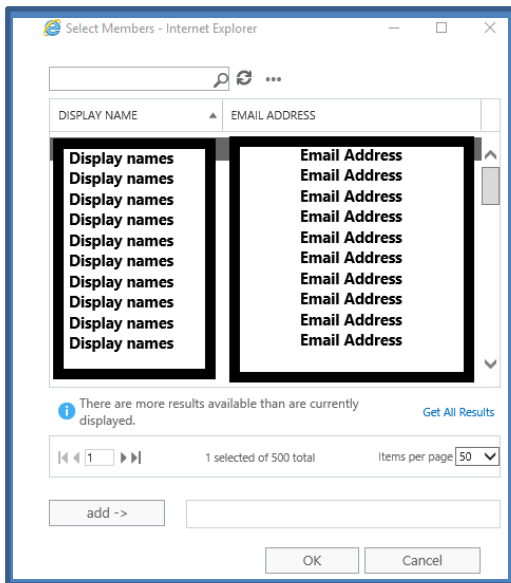 Select Members - Internet Explorer
DISPLAY NAME EMAIL ADDRESS
Display names Email Address
Display names Email Address
Display names Email Address
Display names Email Address
Display names Email Address
Display names Email Address
Display names Email Address
Display names Email Address
Display names Email Address
Display names Email Address
There are more results available than are currently
displayed.
Get All Results
1 1 selected of 500 total Items per page 50
add ->
OK Cancel